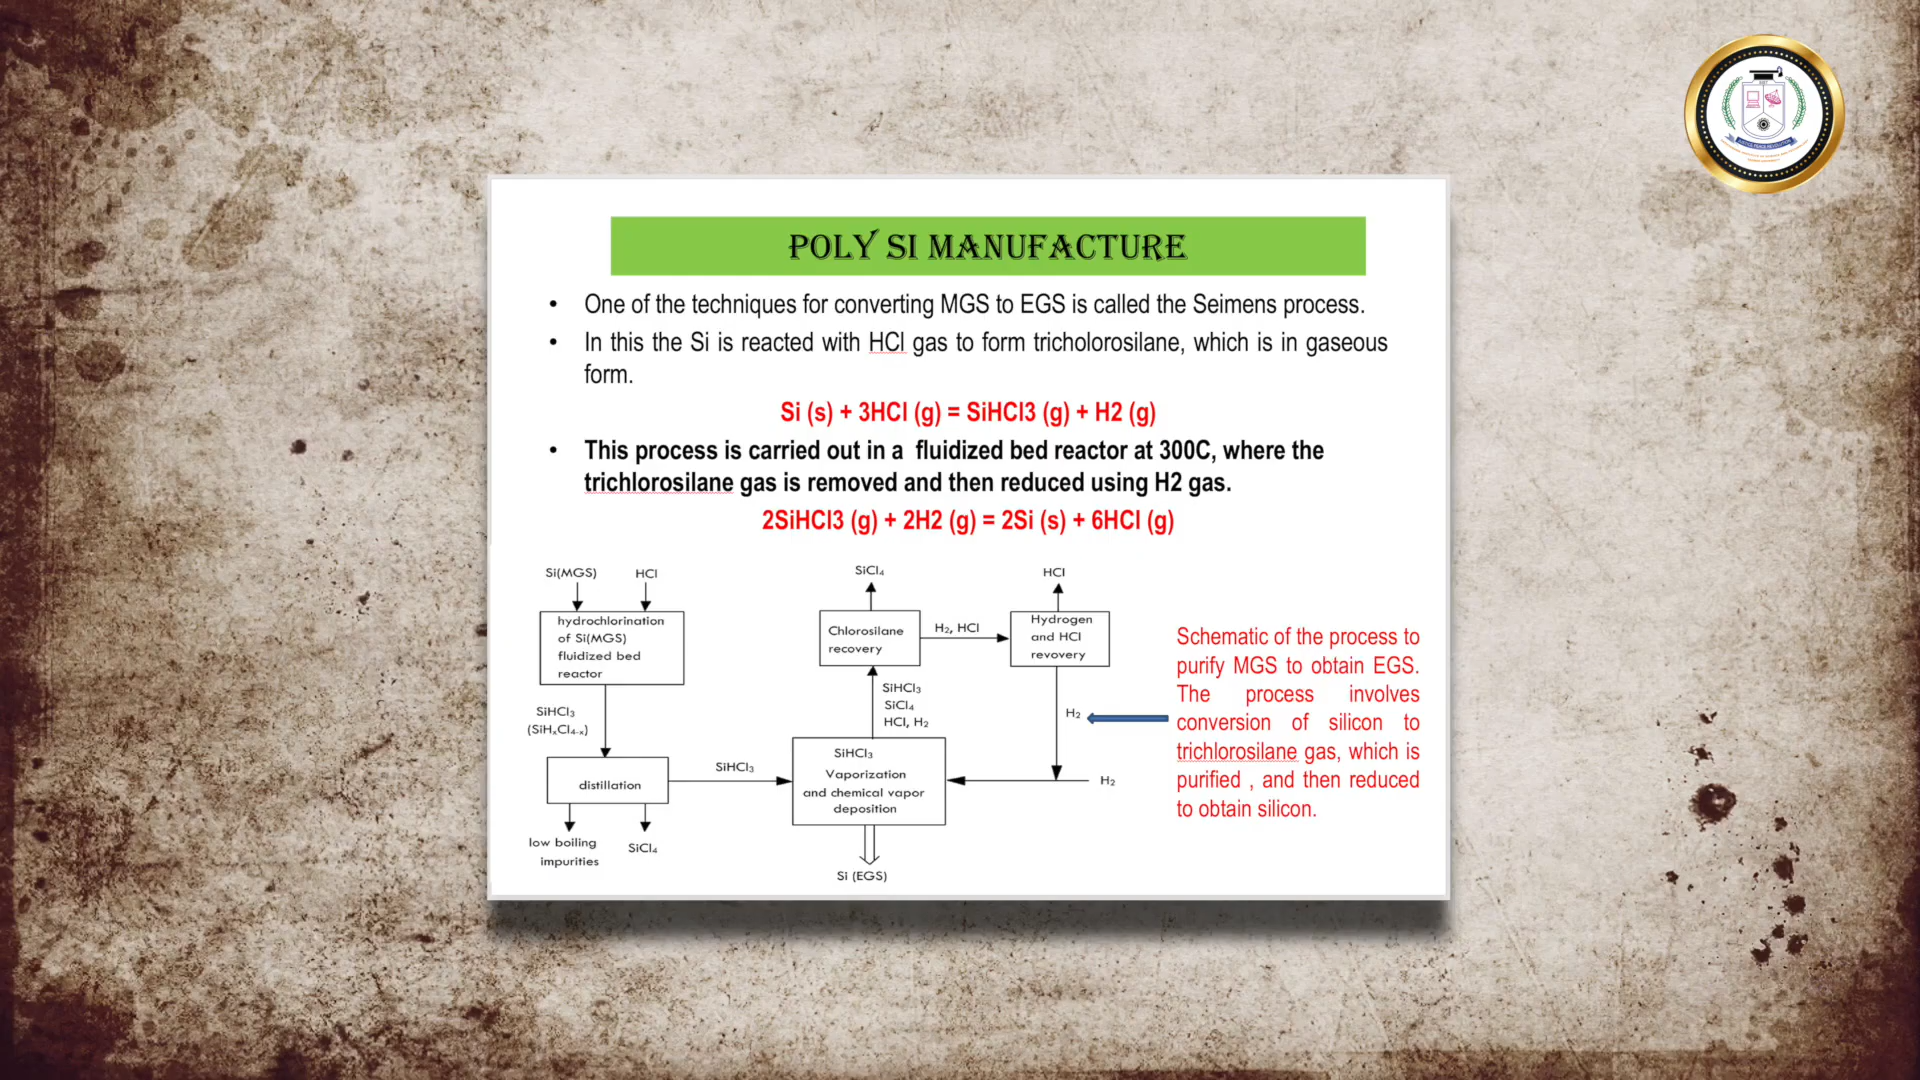 POLY SI MANUFACTURE
• One of the techniques for converting MGS to EGS is called the Seimens process.
• In this the Si is reacted with HCl gas to form tricholorosilane, which is in gaseous
form.
Si (s) + 3HCl (g) = SiHCl3 (g) + H2 (g)
• This process is carried out in a fluidized bed reactor at 300C, where the
trichlorosilane gas is removed and then reduced using H2 gas.
2SiHCl3 (g) + 2H2 (g) = 2Si (s) + 6HCl (g)
Si(MGS) HCl
hydrochlorination
of Si(MGS)
fluidized bed
reactor
SiHCl₃
(SiHₓCl₄₋ₓ)
distillation
low boiling
impurities
SiCl₄
SiHCl₃
SiCl₄
Chlorosilane
recovery
SiHCl₃
SiCl₄
HCl, H₂
SiHCl₃
Vaporization
and chemical vapor
deposition
Si (EGS)
H₂, HCl
HCl
Hydrogen
and HCl
revovery
H₂
H₂
Schematic of the process to
purify MGS to obtain EGS.
The process involves
conversion of silicon to
trichlorosilane gas, which is
purified , and then reduced
to obtain silicon.